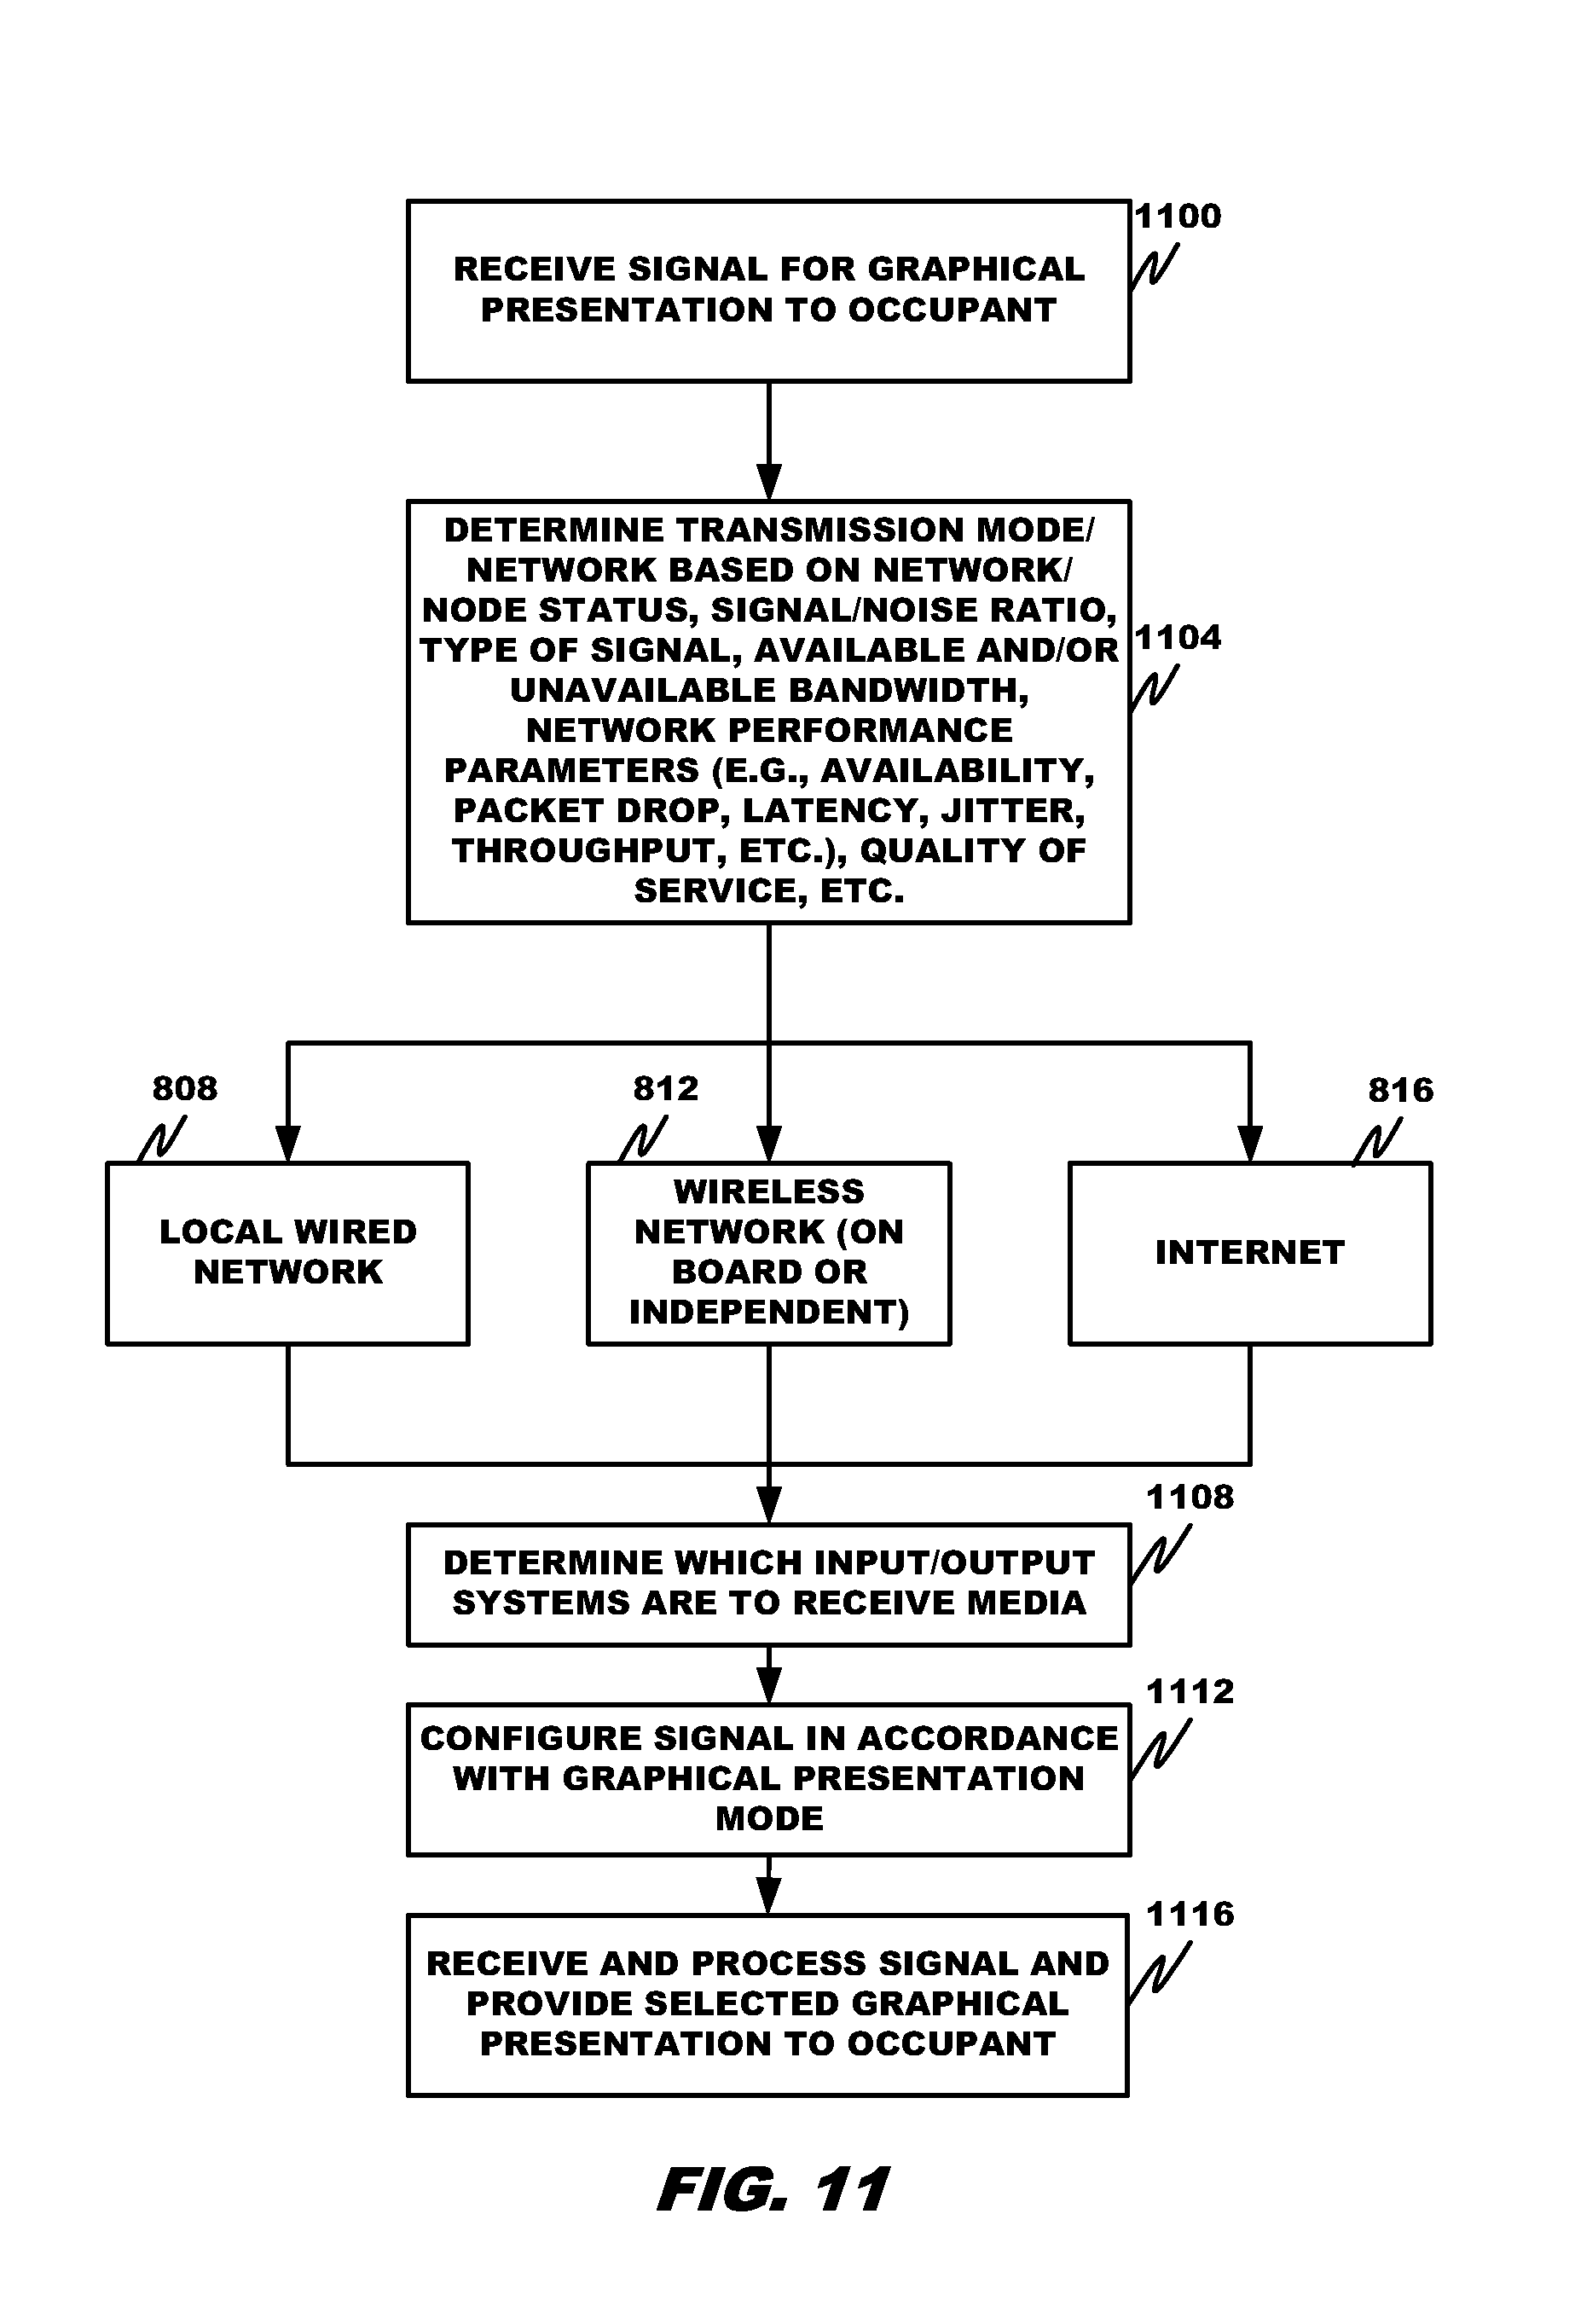 1100
RECEIVE SIGNAL FOR GRAPHICAL
PRESENTATION TO OCCUPANT
DETERMINE TRANSMISSION MODE/
NETWORK BASED ON NETWORK/
NODE STATUS, SIGNAL/NOISE RATIO,
TYPE OF SIGNAL, AVAILABLE AND/OR
UNAVAILABLE BANDWIDTH,
NETWORK PERFORMANCE
PARAMETERS (E.G., AVAILABILITY,
PACKET DROP, LATENCY, JITTER,
THROUGHPUT, ETC.), QUALITY OF
SERVICE, ETC.
1104
808
LOCAL WIRED
NETWORK
812
WIRELESS
NETWORK (ON
BOARD OR
INDEPENDENT)
816
INTERNET
1108
DETERMINE WHICH INPUT/OUTPUT
SYSTEMS ARE TO RECEIVE MEDIA
1112
CONFIGURE SIGNAL IN ACCORDANCE
WITH GRAPHICAL PRESENTATION
MODE
1116
RECEIVE AND PROCESS SIGNAL AND
PROVIDE SELECTED GRAPHICAL
PRESENTATION TO OCCUPANT
FIG. 11